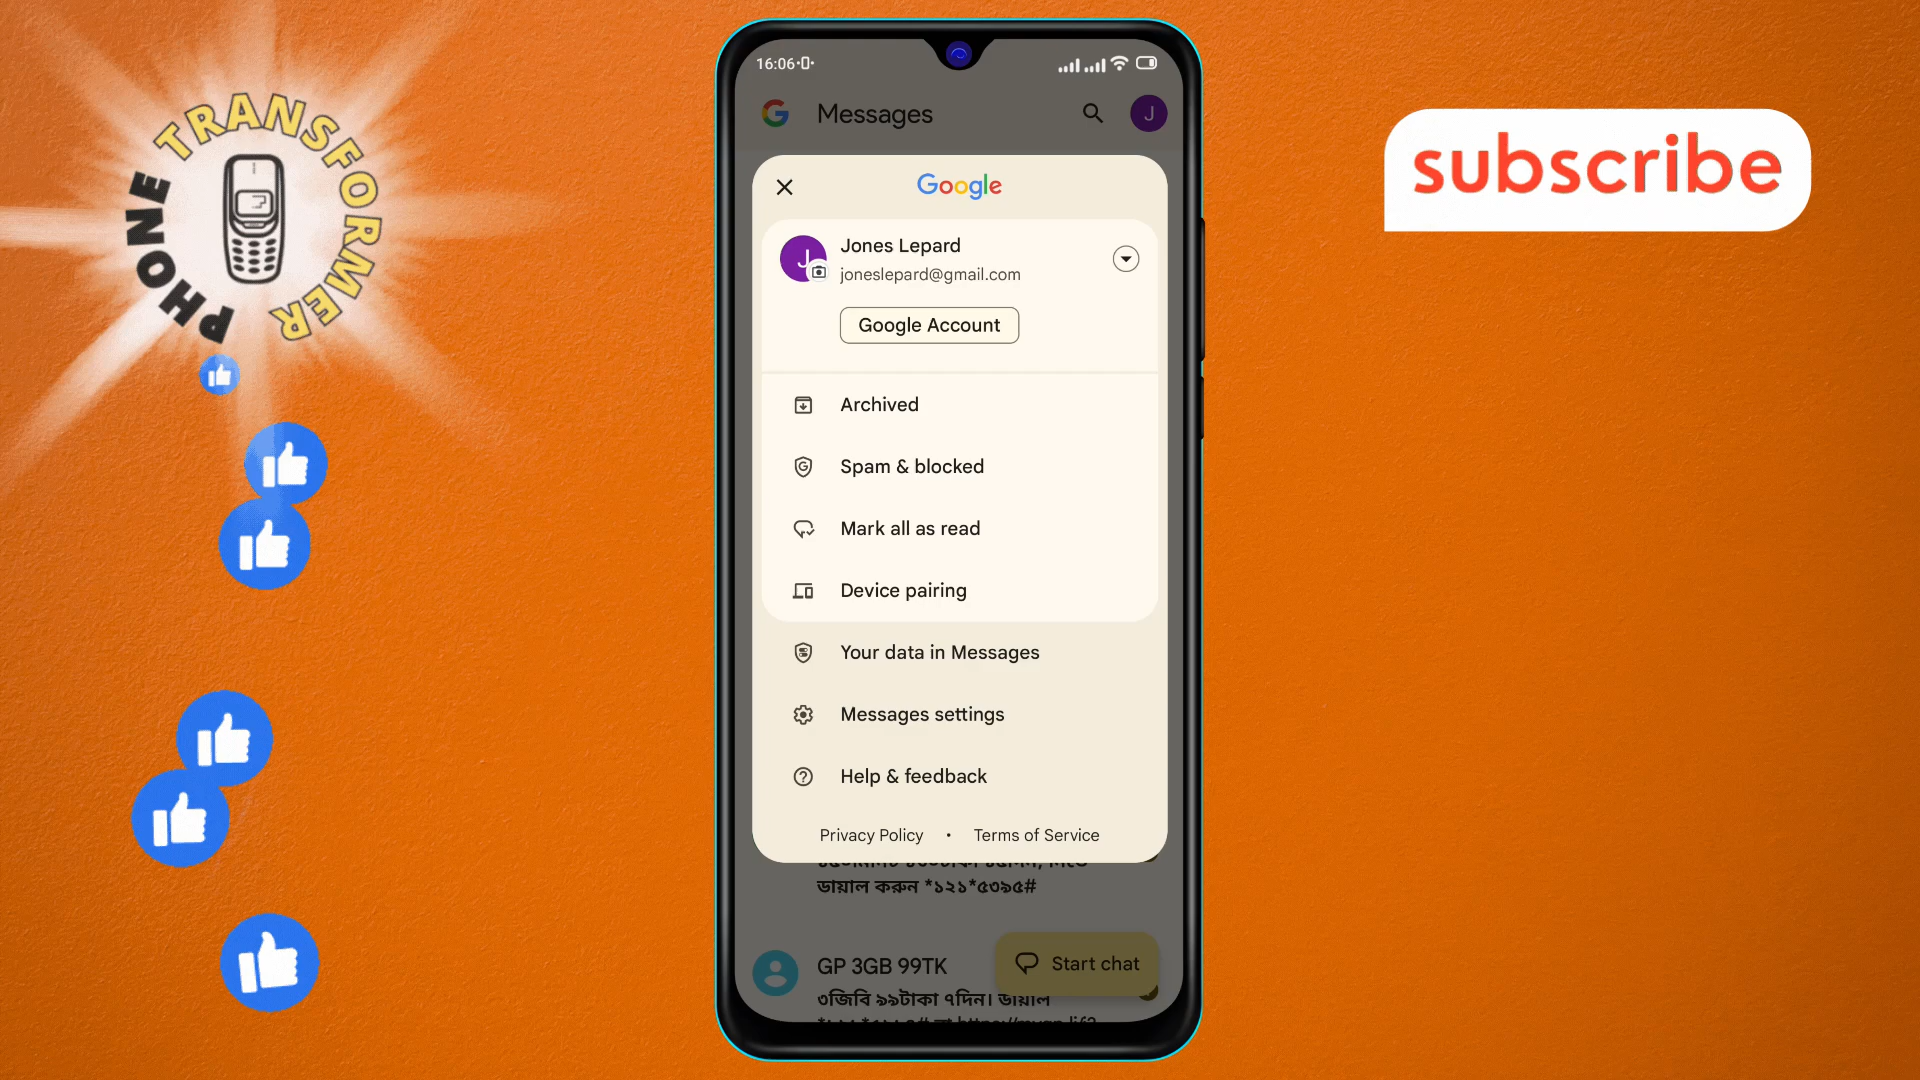 PHONE TRANSFORMER
subscribe
16:06
Messages
J
Google
J
Jones Lepard
joneslepard@gmail.com
Google Account
Archived
Spam & blocked
Mark all as read
Device pairing
Your data in Messages
Messages settings
Help & feedback
Privacy Policy • Terms of Service
ডায়াল করুন *১২১*৫৩৯৫#
GP 3GB 99TK
Start chat
৩জিবি ৯৯টাকা ৭দিন। ডায়াল